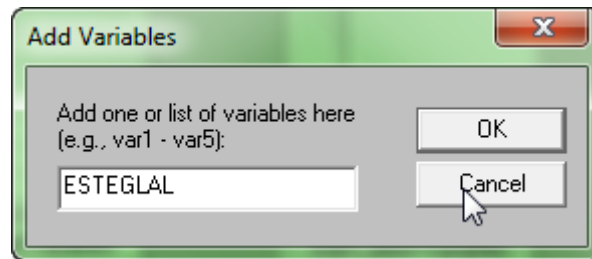 Add Variables
Add one or list of variables here
(e.g., var1 - var5):
OK
ESTEGLAL
Cancel